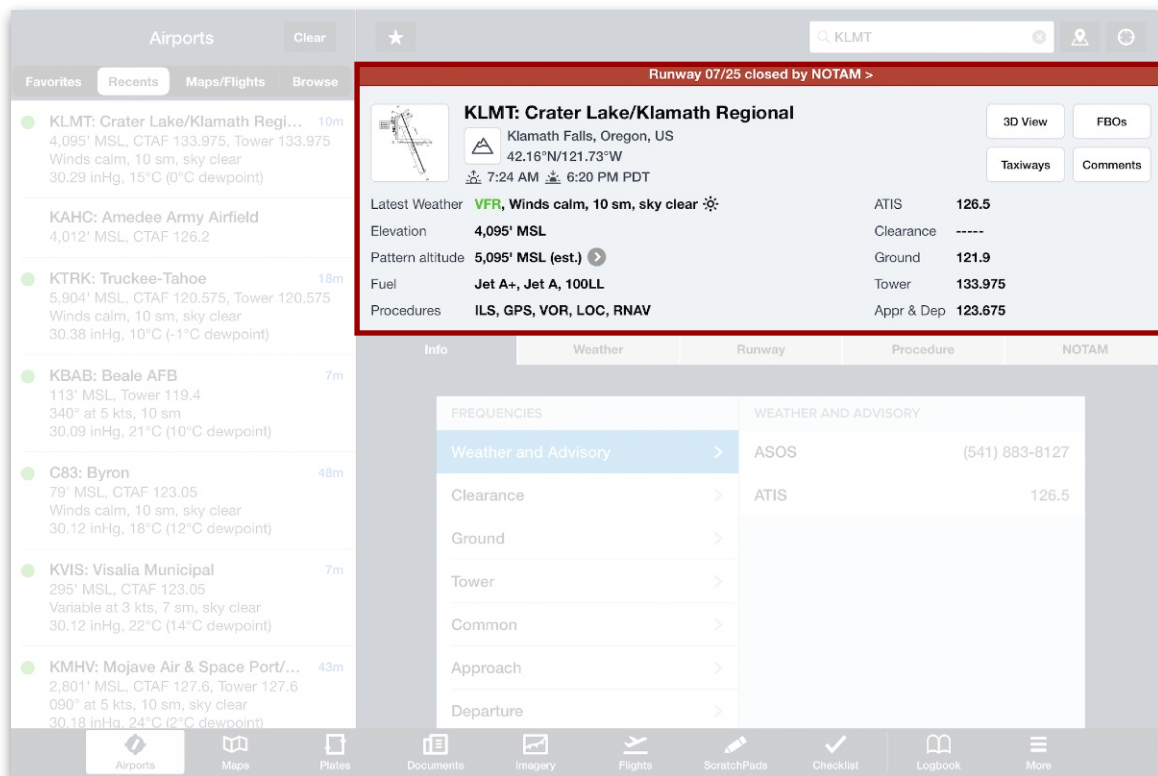 Airports
Clear
★
KLMT
Favorites Recents Maps/Flights Browse
KLMT: Crater Lake/Klamath Regi... 10m
4,095' MSL, CTAF 133.975, Tower 133.975
Winds calm, 10 sm, sky clear
30.29 inHg, 15°C (0°C dewpoint)
KAHC: Amedee Army Airfield
4,012' MSL, CTAF 126.2
KTRK: Truckee-Tahoe 18m
5,904' MSL, CTAF 120.575, Tower 120.575
Winds calm, 10 sm, sky clear
30.38 inHg, 10°C (-1°C dewpoint)
KBAB: Beale AFB 7m
113' MSL, Tower 119.4
340° at 5 kts, 10 sm
30.09 inHg, 21°C (10°C dewpoint)
C83: Byron 48m
79' MSL, CTAF 123.05
Winds calm, 10 sm, sky clear
30.12 inHg, 18°C (12°C dewpoint)
KVIS: Visalia Municipal 7m
295' MSL, CTAF 123.05
Variable at 3 kts, 7 sm, sky clear
30.12 inHg, 22°C (14°C dewpoint)
KMHV: Mojave Air & Space Port/... 43m
2,801' MSL, CTAF 127.6, Tower 127.6
090° at 5 kts, 10 sm, sky clear
30.18 inHg, 24°C (2°C dewpoint)
Runway 07/25 closed by NOTAM >
KLMT: Crater Lake/Klamath Regional
Klamath Falls, Oregon, US
42.16°N/121.73°W
7:24 AM 6:20 PM PDT
3D View FBOs
Taxiways Comments
Latest Weather VFR, Winds calm, 10 sm, sky clear
Elevation 4,095' MSL
Pattern altitude 5,095' MSL (est.)
Fuel Jet A+, Jet A, 100LL
Procedures ILS, GPS, VOR, LOC, RNAV
ATIS 126.5
Clearance -----
Ground 121.9
Tower 133.975
Appr & Dep 123.675
Info Weather Runway Procedure NOTAM
FREQUENCIES
Weather and Advisory
Clearance
Ground
Tower
Common
Approach
Departure
WEATHER AND ADVISORY
ASOS (541) 883-8127
ATIS 126.5
Airports Maps Plates Documents Imagery Flights ScratchPads Checklist Logbook More